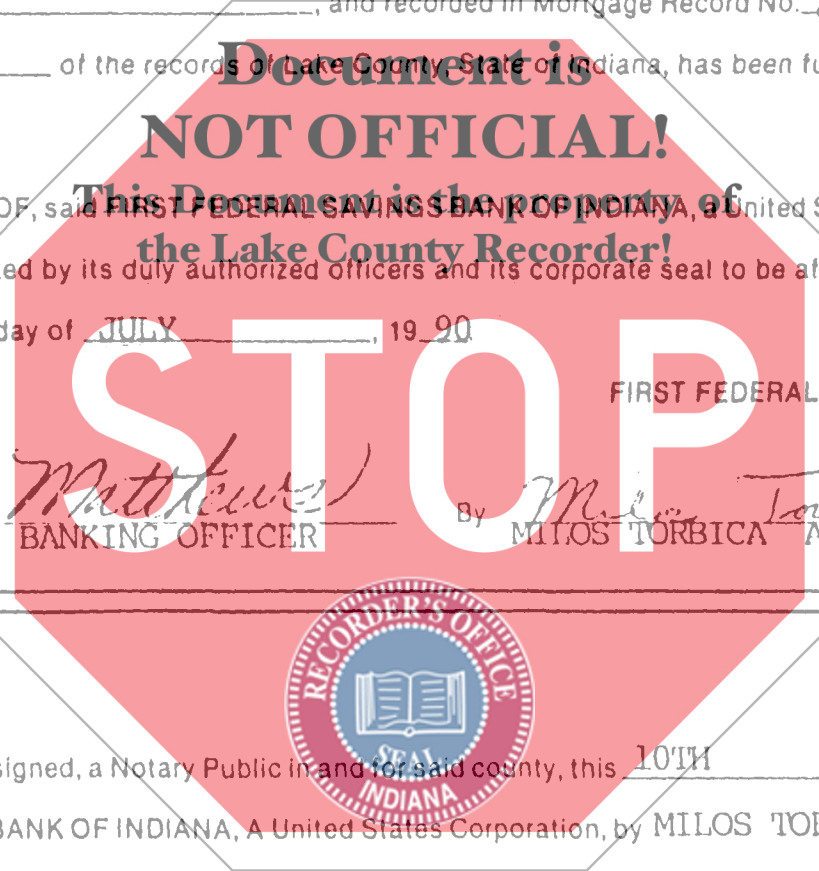 , and recorded in Mortgage Record No.
of the records of Lake County, State of Indiana, has been fu
Document is
NOT OFFICIAL!
This Document is the property of
the Lake County Recorder!
OF, said FIRST FEDERAL SAVINGS BANK OF INDIANA, a United S
ed by its duly authorized officers and its corporate seal to be af
day of JULY, 19 90
STOP
FIRST FEDERAL
Matthews
By Milos Tor
BANKING OFFICER
MILOS TORBICA A
RECORDER'S OFFICE
SEAL
INDIANA
signed, a Notary Public in and for said county, this 10TH
BANK OF INDIANA, A United States Corporation, by MILOS TOR